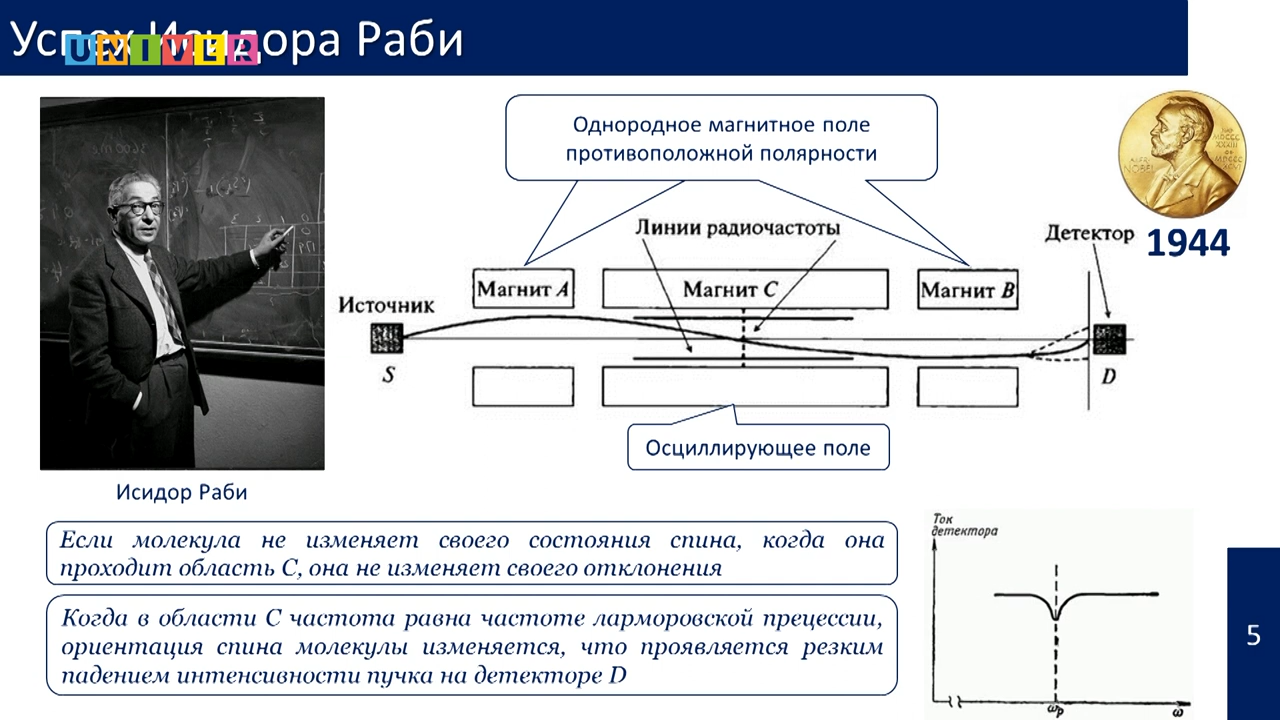 Успех Исидора Раби
UNIVER
Однородное магнитное поле
противоположной полярности
1944
Линии радиочастоты
Детектор
Магнит A
Магнит C
Магнит B
Источник
S
D
Осциллирующее поле
Исидор Раби
Если молекула не изменяет своего состояния спина, когда она
проходит область С, она не изменяет своего отклонения
Когда в области С частота равна частоте ларморовской прецессии,
ориентация спина молекулы изменяется, что проявляется резким
падением интенсивности пучка на детекторе D
Ток
детектора
ωp
ω
5